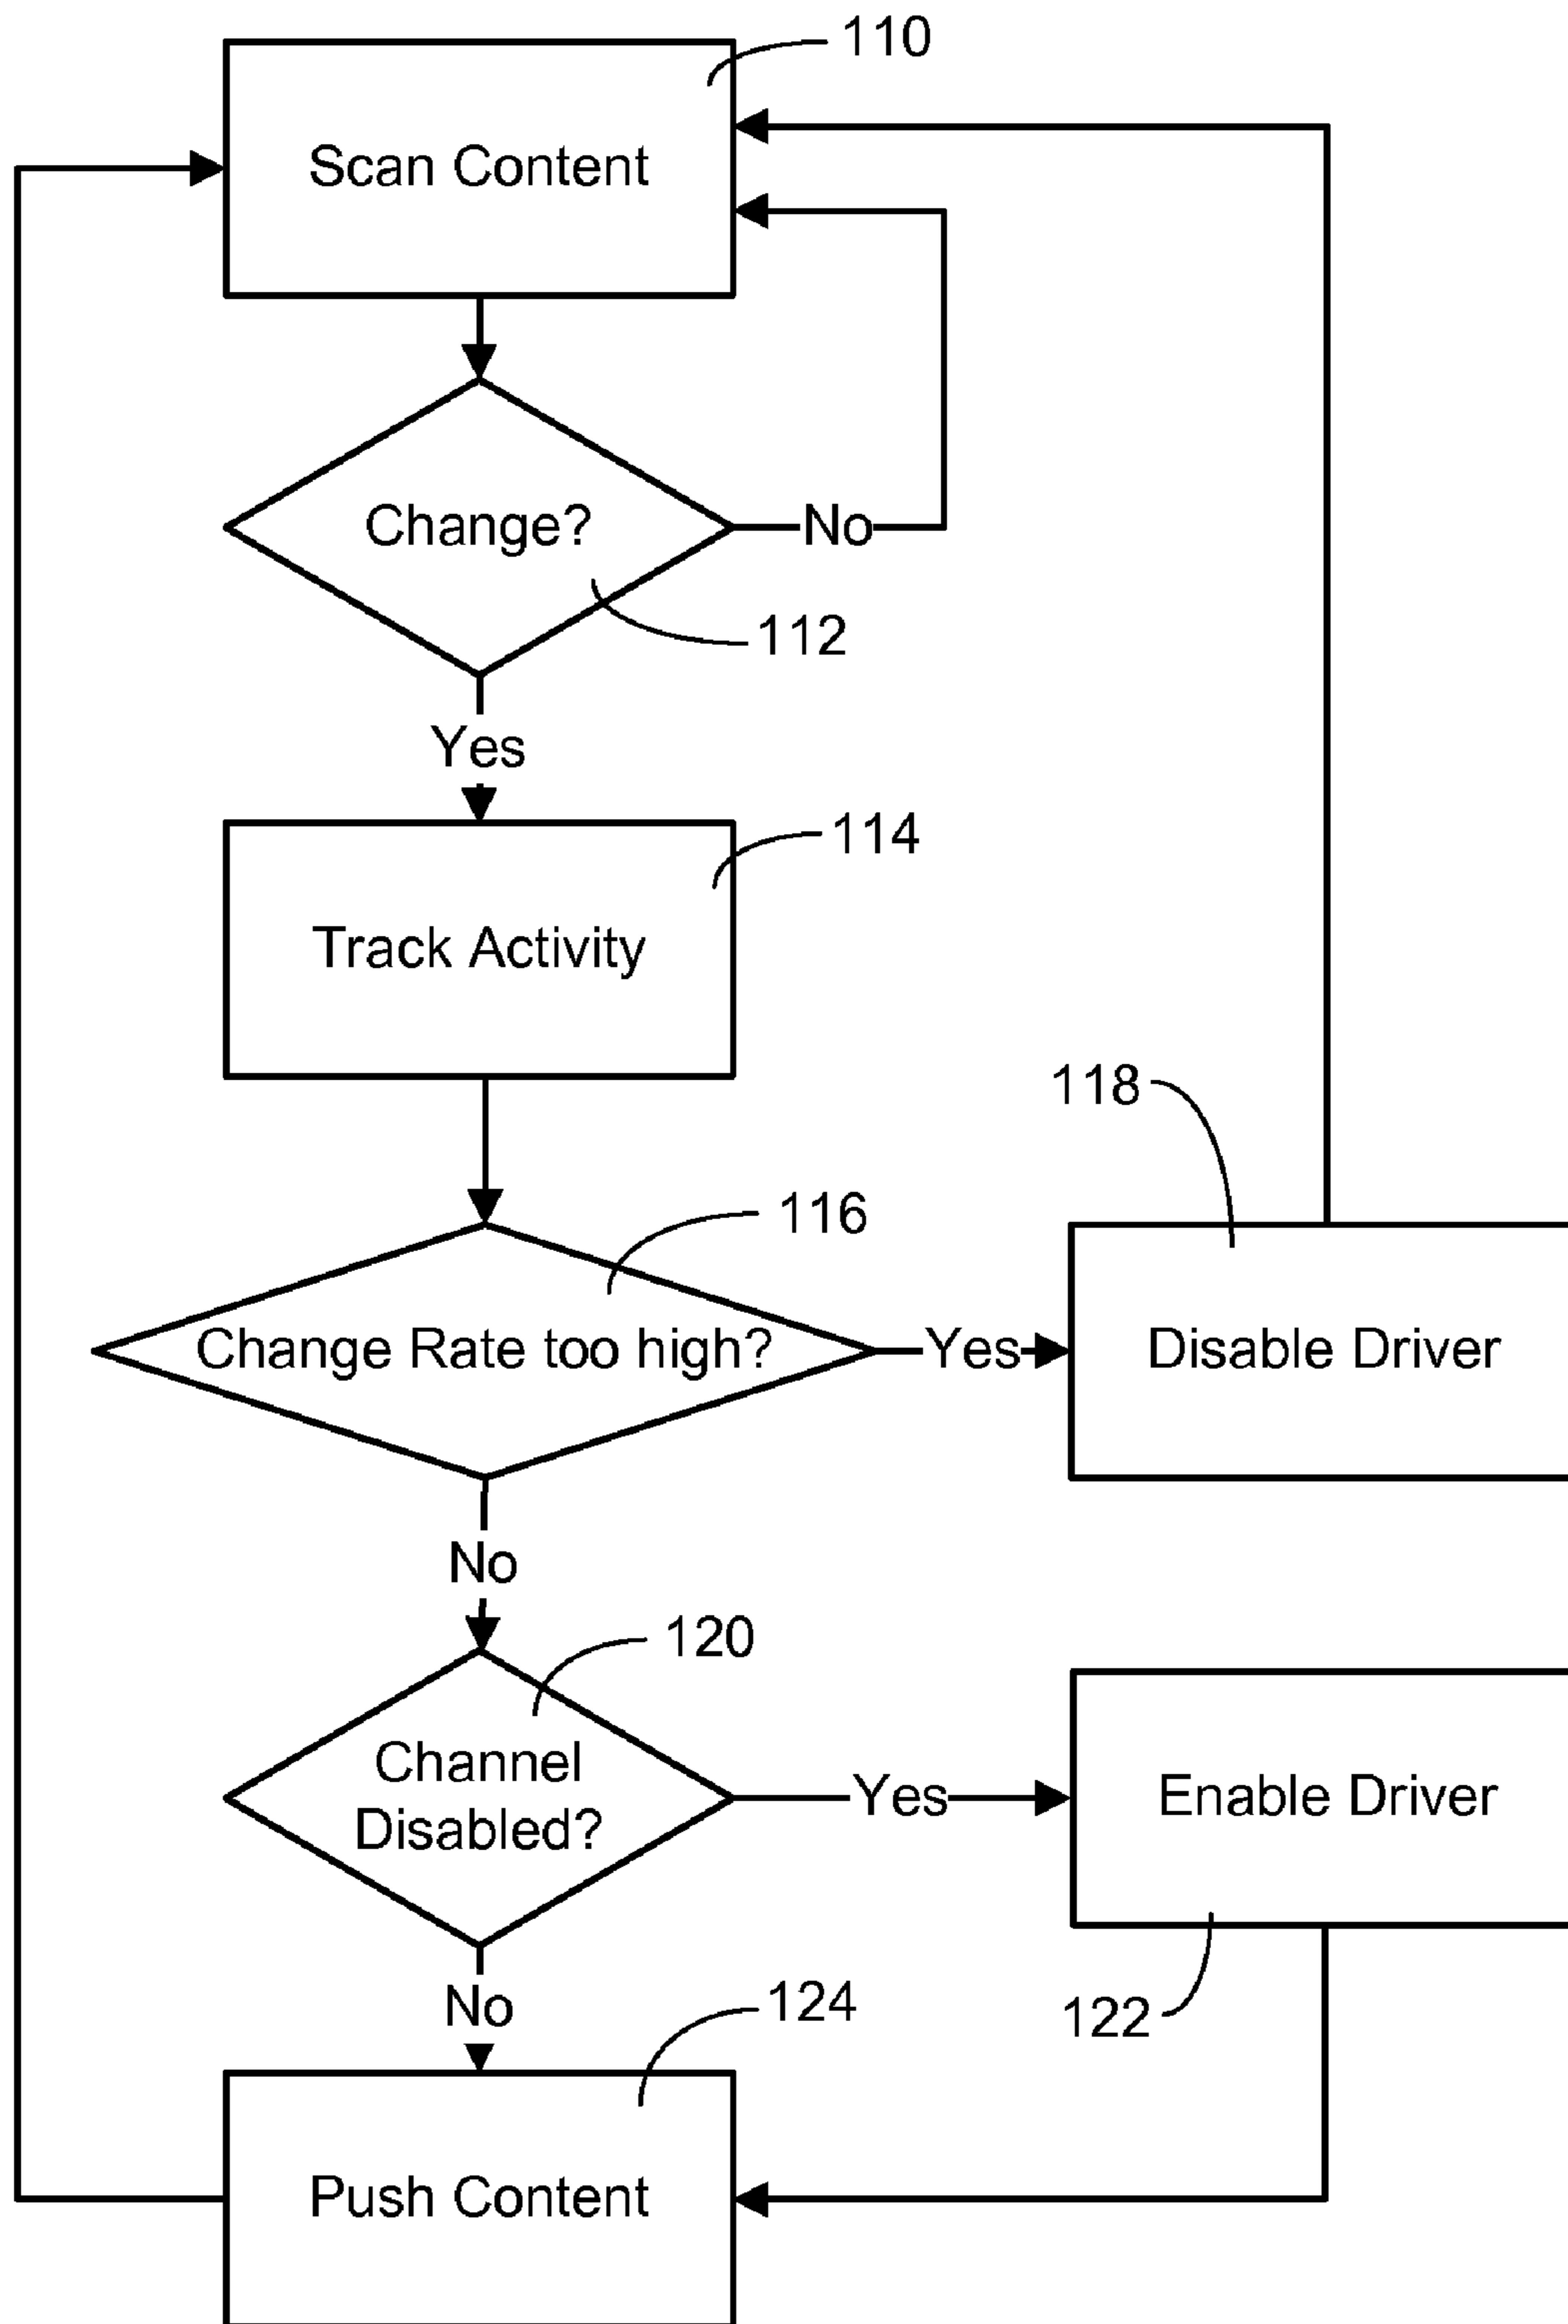 110
Scan Content
Change?
No
112
Yes
114
Track Activity
118
116
Change Rate too high?
Yes
Disable Driver
No
120
Channel
Disabled?
Yes
Enable Driver
No
124
122
Push Content